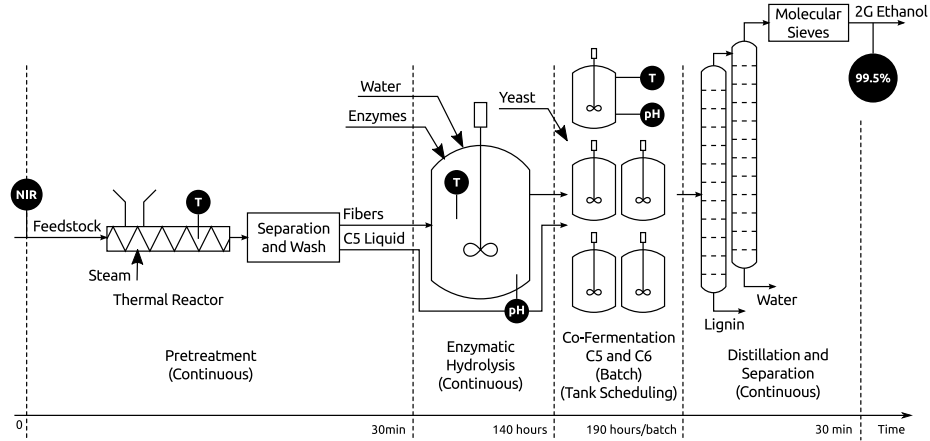 Molecular
Sieves
2G Ethanol
99.5%
Water
Enzymes
Yeast
T
pH
NIR
Feedstock
T
T
Separation
and Wash
Fibers
C5 Liquid
Steam
Thermal Reactor
pH
Water
Lignin
Pretreatment
(Continuous)
Enzymatic
Hydrolysis
(Continuous)
Co-Fermentation
C5 and C6
(Batch)
(Tank Scheduling)
Distillation and
Separation
(Continuous)
0
30min
140 hours
190 hours/batch
30 min
Time